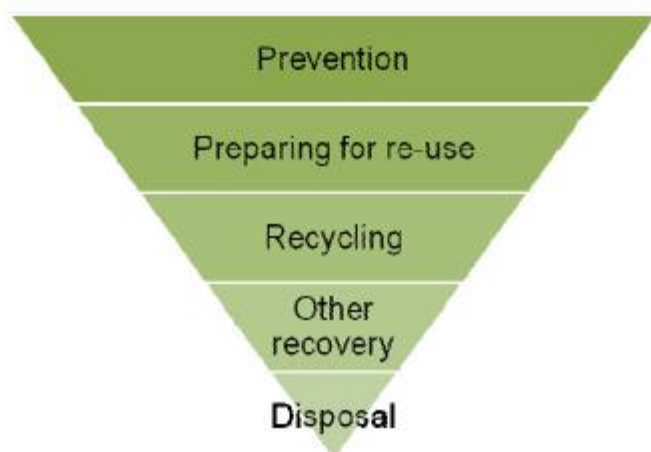 Prevention
Preparing for re-use
Recycling
Other
recovery
Disposal